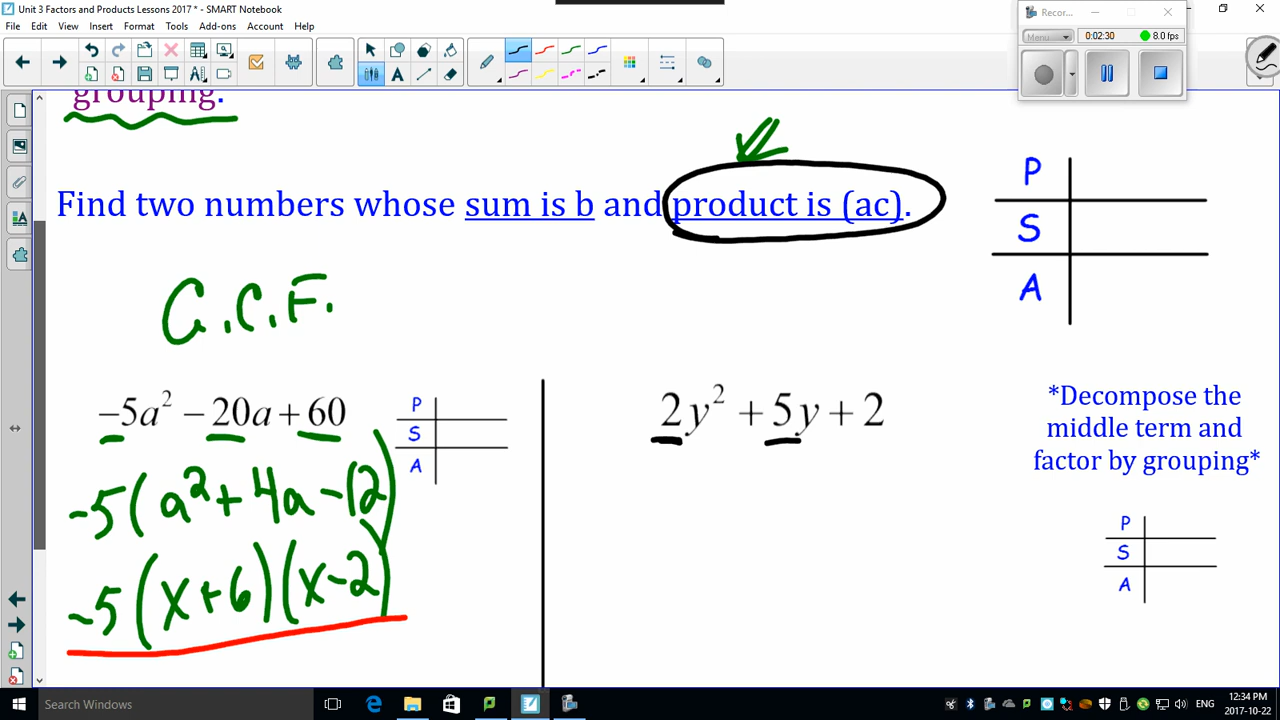 Unit 3 Factors and Products Lessons 2017 * - SMART Notebook
File Edit View Insert Format Tools Add-ons Account Help
Recor...
Menu 0:02:30 8.0 fps
grouping.
Find two numbers whose sum is b and product is (ac).
P
S
A
G.C.F.
-5a² - 20a + 60
P
S
A
-5(a² + 4a - 12)
-5(x + 6)(x - 2)
2y² + 5y + 2
*Decompose the
middle term and
factor by grouping*
P
S
A
Search Windows
ENG
12:34 PM
2017-10-22